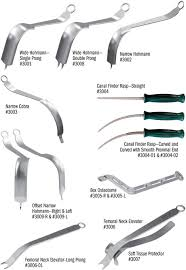 Wide Hohmann–
Single Prong
#3001
Wide Hohmann–
Double Prong
#3008
Narrow Hohmann
#3002
Canal Finder Rasp—Straight
#3004
Narrow Cobra
#3003
Canal Finder Rasp—Curved and
Curved with Smooth Proximal End
#3004-01 & #3004-02
Box Osteotome
#3005-R & #3005-L
Offset Narrow
Hohmann–Right & Left
#3009-R & #3009-L
Femoral Neck Elevator
#3006
Soft Tissue Protector
#3007
Femoral Neck Elevator–Long Prong
#3006-01